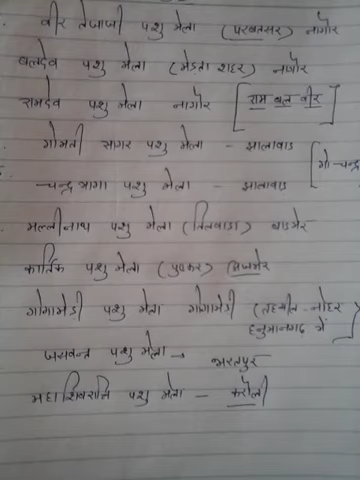 वीर तेजाजी पशु मेला (परबतसर) नागौर
बलदेव पशु मेला (मेड़ता शहर) नागौर
रामदेव पशु मेला नागौर [राम बल वीर]
गोमती सागर पशु मेला - झालावाड
[गो-चन्द्र
चन्द्रभागा पशु मेला - झालावाड
मल्लीनाथ पशु मेला (तिलवाडा) बाडमेर
कार्तिक पशु मेला (पुष्कर) अजमेर
गोगामेडी पशु मेला गोगामेडी (तहसील-नोहर
हनुमानगढ में
जसवन्त पशु मेला → भरतपुर
महाशिवरात्रि पशु मेला - करौली